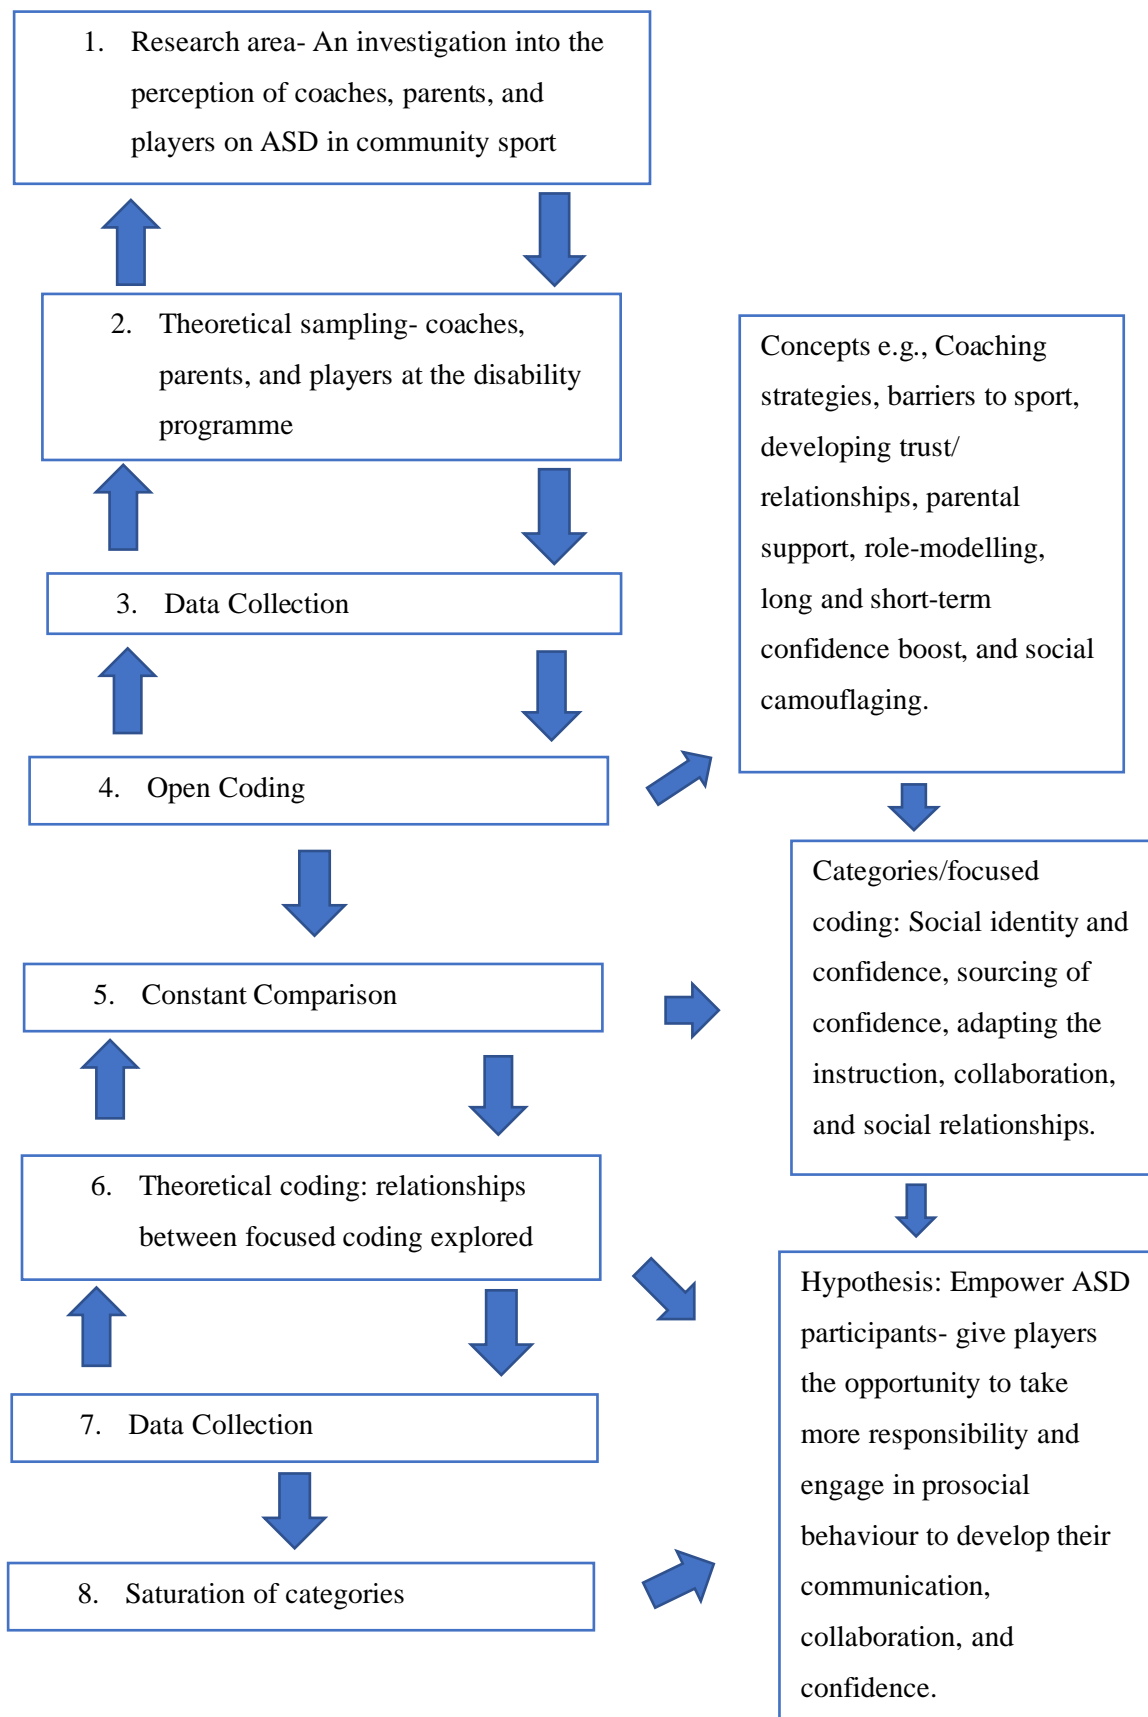 1. Research area- An investigation into the
perception of coaches, parents, and
players on ASD in community sport
2. Theoretical sampling- coaches,
parents, and players at the disability
programme
3. Data Collection
4. Open Coding
5. Constant Comparison
6. Theoretical coding: relationships
between focused coding explored
7. Data Collection
8. Saturation of categories
Concepts e.g., Coaching
strategies, barriers to sport,
developing trust/
relationships, parental
support, role-modelling,
long and short-term
confidence boost, and social
camouflaging.
Categories/focused
coding: Social identity and
confidence, sourcing of
confidence, adapting the
instruction, collaboration,
and social relationships.
Hypothesis: Empower ASD
participants- give players
the opportunity to take
more responsibility and
engage in prosocial
behaviour to develop their
communication,
collaboration, and
confidence.